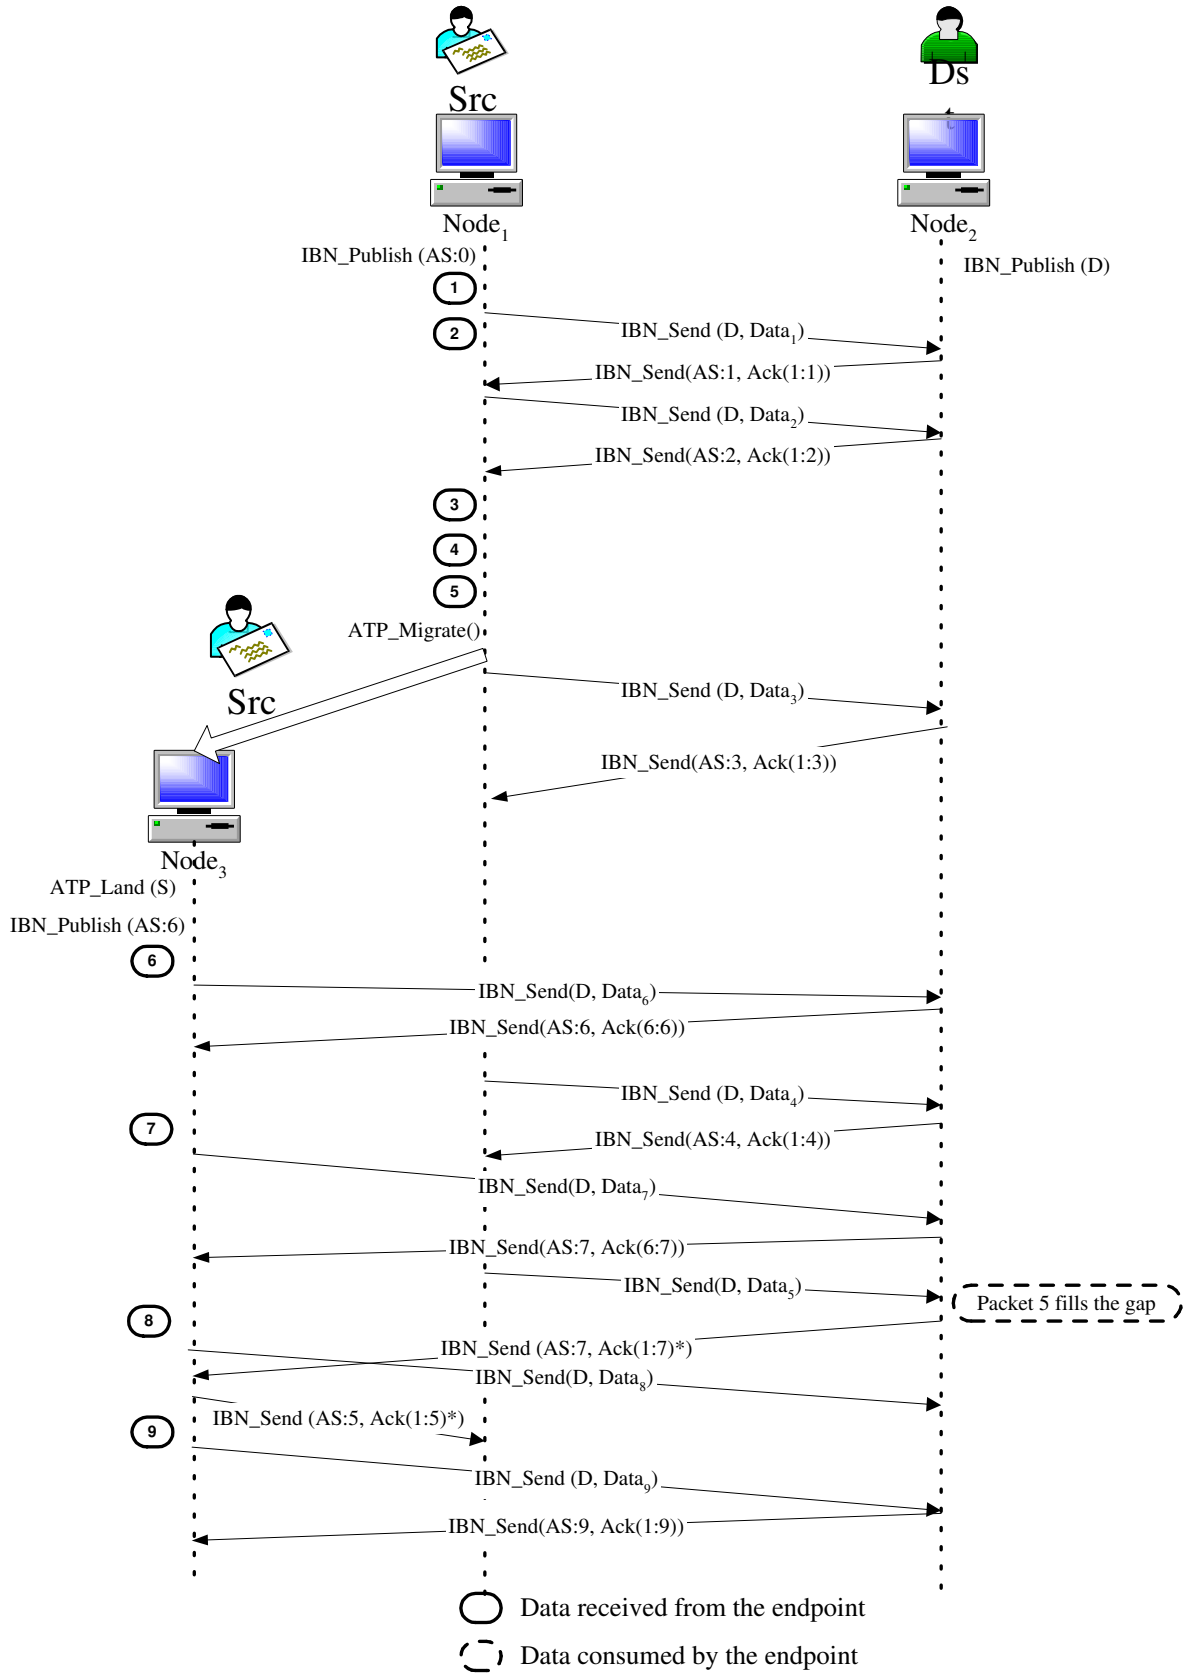 Src
Ds
t
Node₁
Node₂
IBN_Publish (AS:0)
IBN_Publish (D)
1
2
IBN_Send (D, Data₁)
IBN_Send(AS:1, Ack(1:1))
IBN_Send (D, Data₂)
IBN_Send(AS:2, Ack(1:2))
3
4
5
ATP_Migrate()
Src
IBN_Send (D, Data₃)
IBN_Send(AS:3, Ack(1:3))
Node₃
ATP_Land (S)
IBN_Publish (AS:6)
6
IBN_Send(D, Data₆)
IBN_Send(AS:6, Ack(6:6))
IBN_Send (D, Data₄)
7
IBN_Send(AS:4, Ack(1:4))
IBN_Send(D, Data₇)
IBN_Send(AS:7, Ack(6:7))
IBN_Send(D, Data₅)
Packet 5 fills the gap
8
IBN_Send (AS:7, Ack(1:7)*)
IBN_Send(D, Data₈)
IBN_Send (AS:5, Ack(1:5)*)
9
IBN_Send (D, Data₉)
IBN_Send(AS:9, Ack(1:9))
Data received from the endpoint
Data consumed by the endpoint